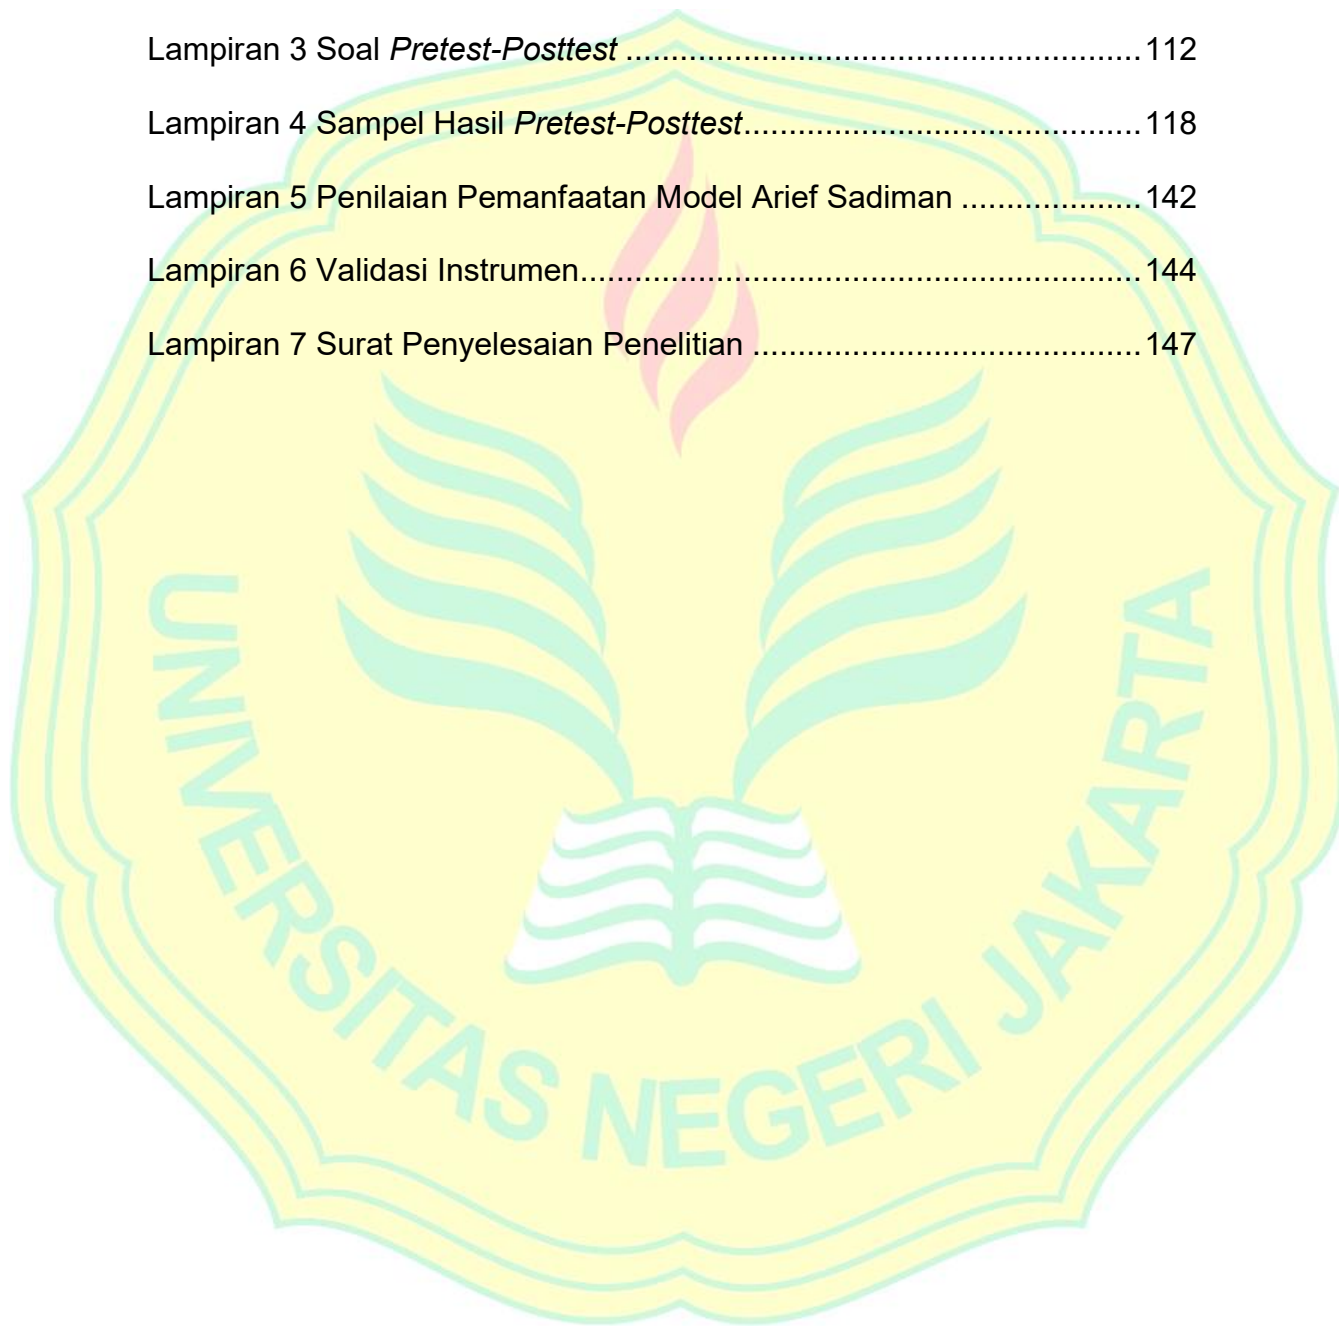 Lampiran 3 Soal Pretest-Posttest ......................................................... 112
Lampiran 4 Sampel Hasil Pretest-Posttest............................................ 118
Lampiran 5 Penilaian Pemanfaatan Model Arief Sadiman .................... 142
Lampiran 6 Validasi Instrumen.............................................................. 144
Lampiran 7 Surat Penyelesaian Penelitian ........................................... 147
UNIVERSITAS NEGERI JAKARTA